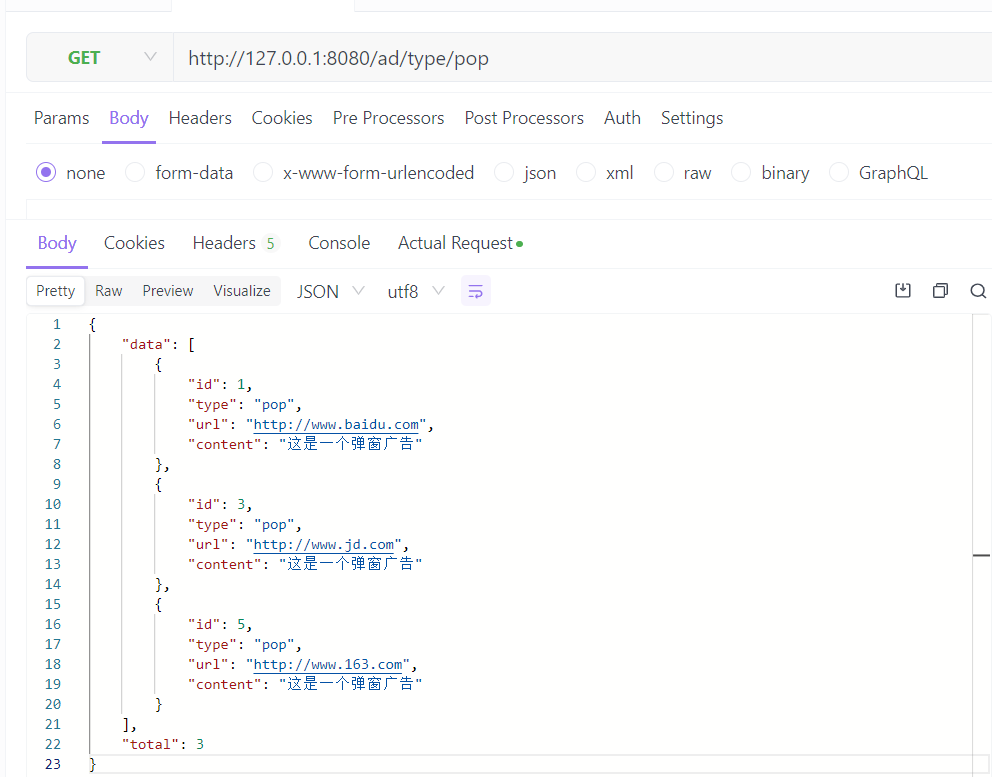 GET http://127.0.0.1:8080/ad/type/pop
Params Body Headers Cookies Pre Processors Post Processors Auth Settings
none form-data x-www-form-urlencoded json xml raw binary GraphQL
Body Cookies Headers 5 Console Actual Request
Pretty Raw Preview Visualize JSON utf8
1 {
2 "data": [
3 {
4 "id": 1,
5 "type": "pop",
6 "url": "http://www.baidu.com",
7 "content": "这是一个弹窗广告"
8 },
9 {
10 "id": 3,
11 "type": "pop",
12 "url": "http://www.jd.com",
13 "content": "这是一个弹窗广告"
14 },
15 {
16 "id": 5,
17 "type": "pop",
18 "url": "http://www.163.com",
19 "content": "这是一个弹窗广告"
20 }
21 ],
22 "total": 3
23 }